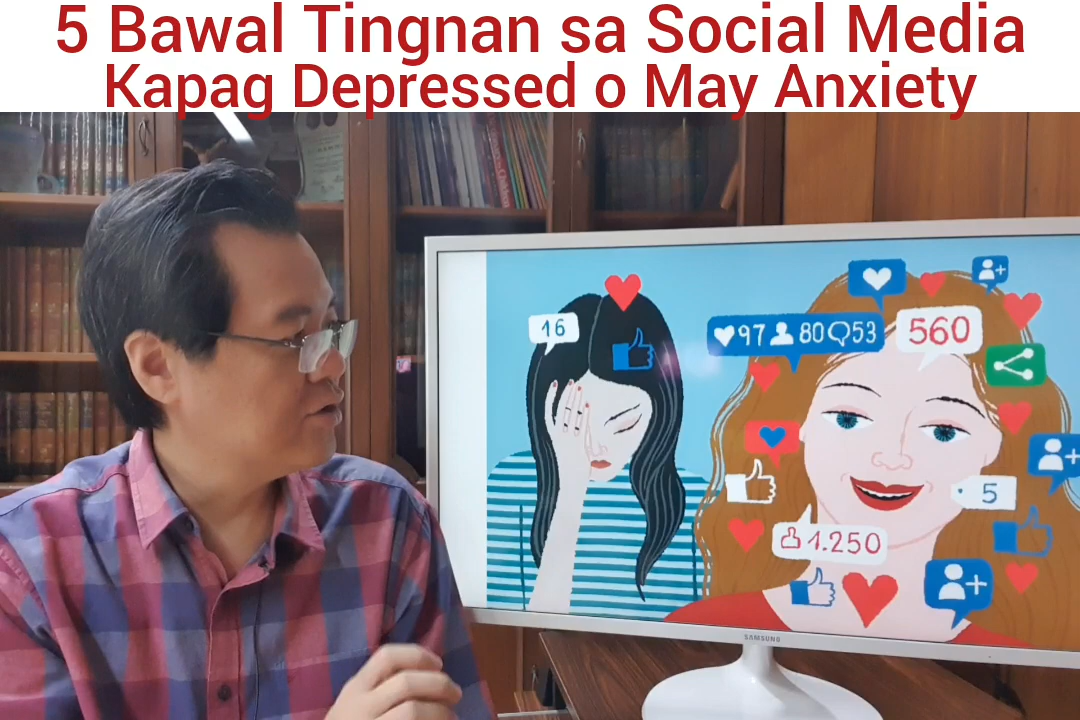 5 Bawal Tingnan sa Social Media
Kapag Depressed o May Anxiety
16
97 80 53
560
5
1.250
SAMSUNG